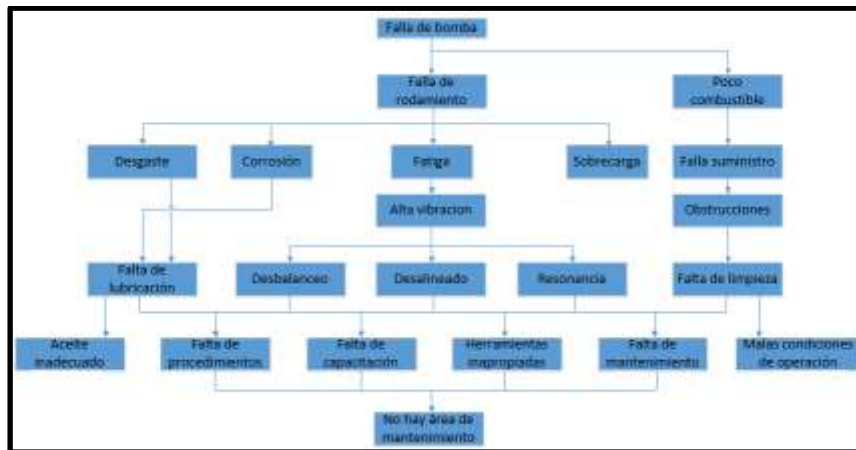 Falla de bomba
Falla de
rodamiento
Poco
combustible
Desgaste
Corrosión
Fatiga
Sobrecarga
Falla suministro
Alta vibracion
Obstrucciones
Falta de
lubricación
Desbalanceo
Desalineado
Resonancia
Falta de limpieza
Aceite
inadecuado
Falta de
procedimientos
Falta de
capacitación
Herramientas
inapropiadas
Falta de
mantenimiento
Malas condiciones
de operación
No hay área de
mantenimiento